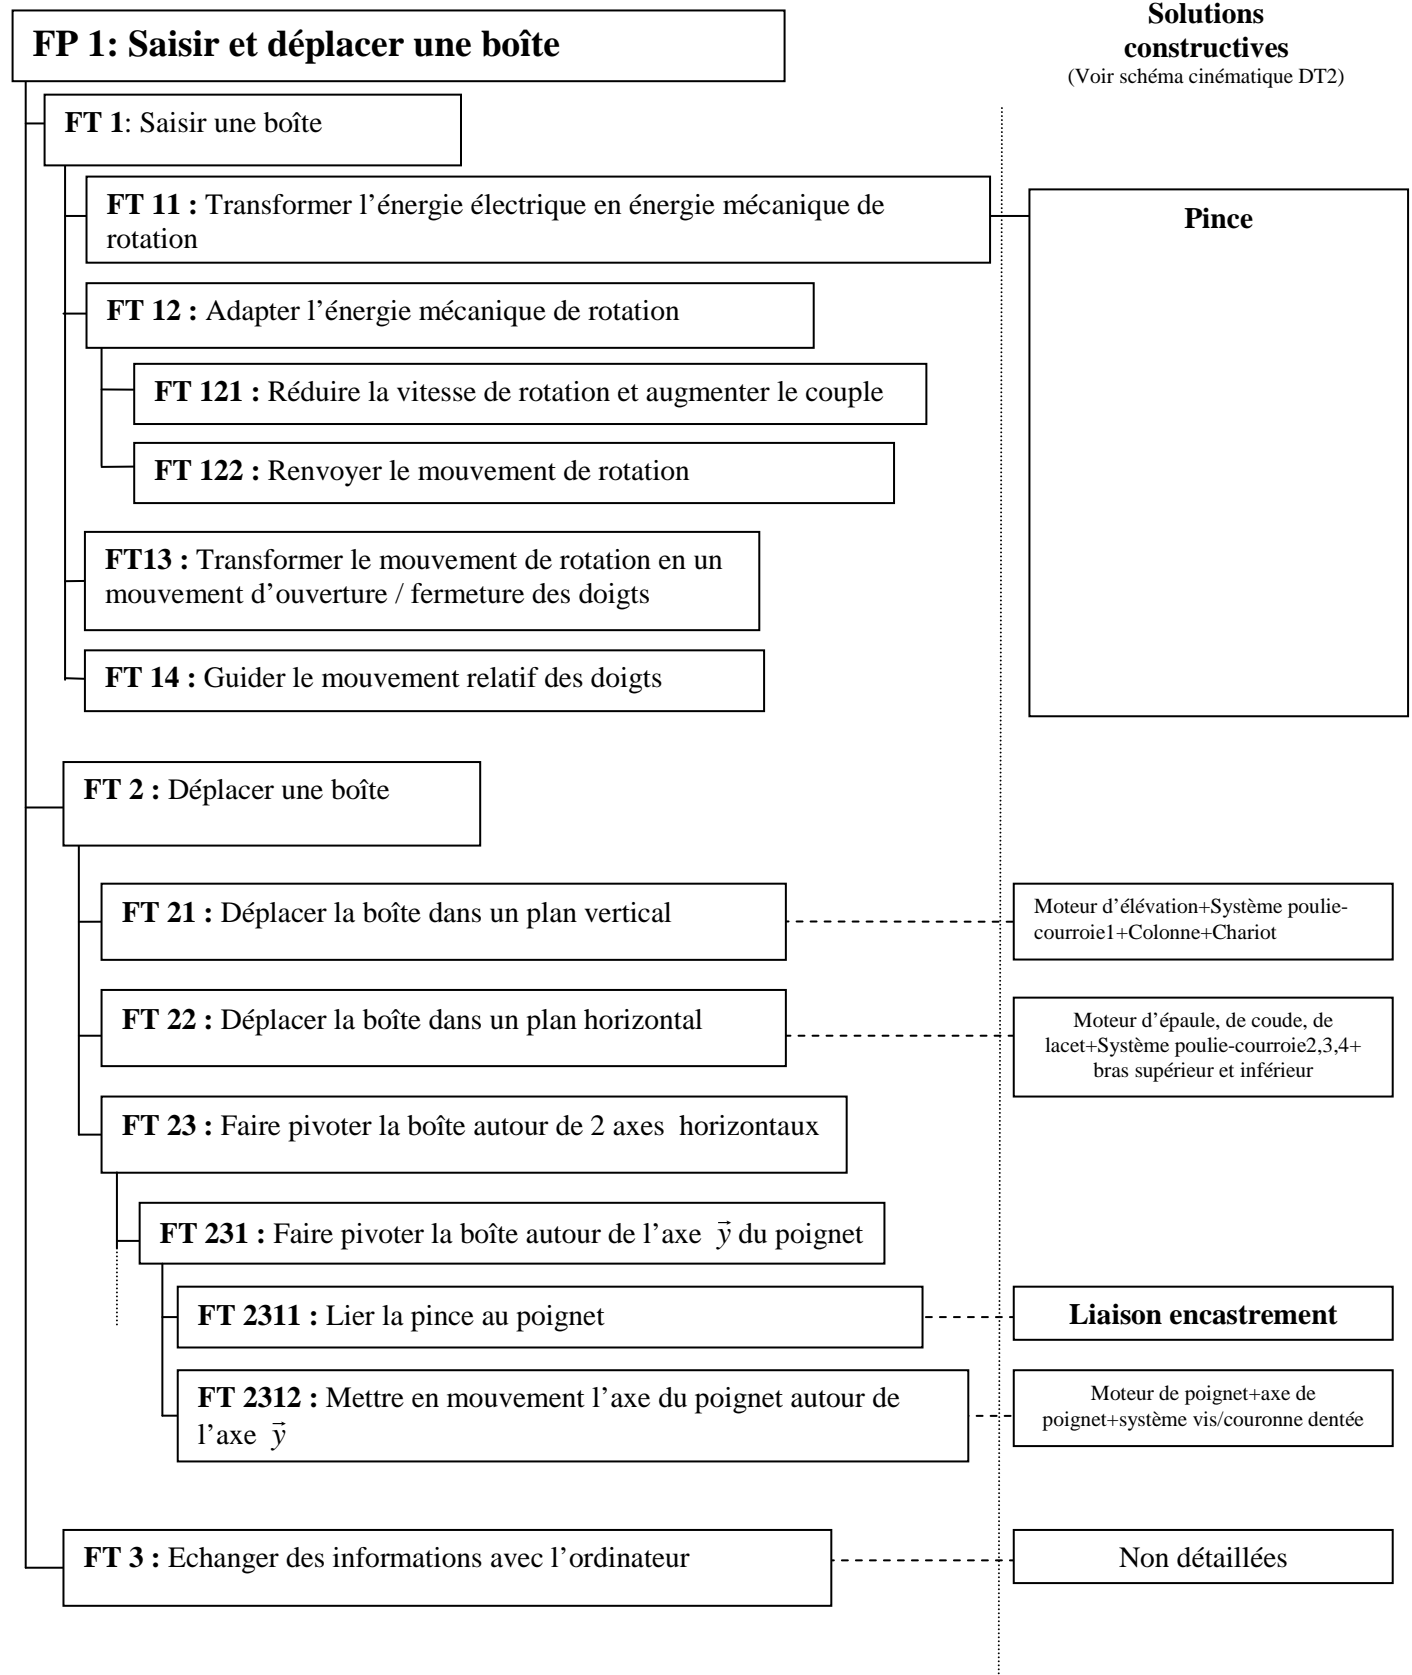 Solutions
constructives
(Voir schéma cinématique DT2)
FP 1: Saisir et déplacer une boîte
FT 1: Saisir une boîte
FT 11 : Transformer l’énergie électrique en énergie mécanique de
rotation
Pince
FT 12 : Adapter l’énergie mécanique de rotation
FT 121 : Réduire la vitesse de rotation et augmenter le couple
FT 122 : Renvoyer le mouvement de rotation
FT13 : Transformer le mouvement de rotation en un
mouvement d’ouverture / fermeture des doigts
FT 14 : Guider le mouvement relatif des doigts
FT 2 : Déplacer une boîte
FT 21 : Déplacer la boîte dans un plan vertical
Moteur d’élévation+Système poulie-
courroie1+Colonne+Chariot
FT 22 : Déplacer la boîte dans un plan horizontal
Moteur d’épaule, de coude, de
lacet+Système poulie-courroie2,3,4+
bras supérieur et inférieur
FT 23 : Faire pivoter la boîte autour de 2 axes horizontaux
FT 231 : Faire pivoter la boîte autour de l’axe y⃗ du poignet
FT 2311 : Lier la pince au poignet
Liaison encastrement
FT 2312 : Mettre en mouvement l’axe du poignet autour de
l’axe y⃗
Moteur de poignet+axe de
poignet+système vis/couronne dentée
FT 3 : Echanger des informations avec l’ordinateur
Non détaillées